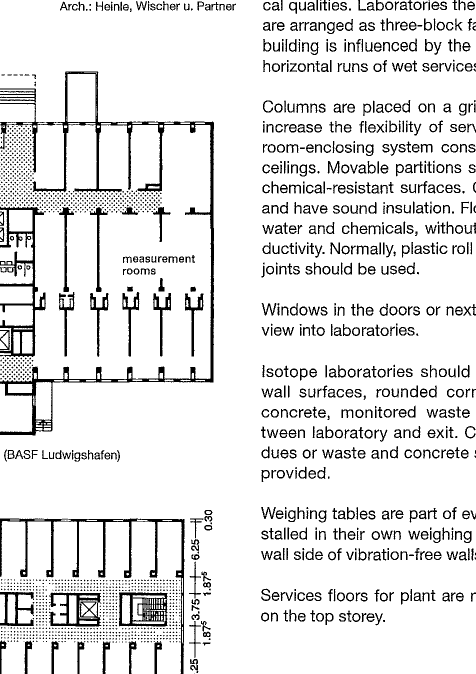 Arch.: Heinle, Wischer u. Partner
measurement
rooms
(BASF Ludwigshafen)
0.30
6.25
1.87⁵
3.75
1.87⁵
.25
cal qualities. Laboratories the
are arranged as three-block fa
building is influenced by the
horizontal runs of wet services
Columns are placed on a gri
increase the flexibility of serv
room-enclosing system cons
ceilings. Movable partitions s
chemical-resistant surfaces. C
and have sound insulation. Flo
water and chemicals, without
ductivity. Normally, plastic roll
joints should be used.
Windows in the doors or next
view into laboratories.
Isotope laboratories should
wall surfaces, rounded corn
concrete, monitored waste
tween laboratory and exit. C
dues or waste and concrete s
provided.
Weighing tables are part of ev
stalled in their own weighing
wall side of vibration-free walls
Services floors for plant are n
on the top storey.